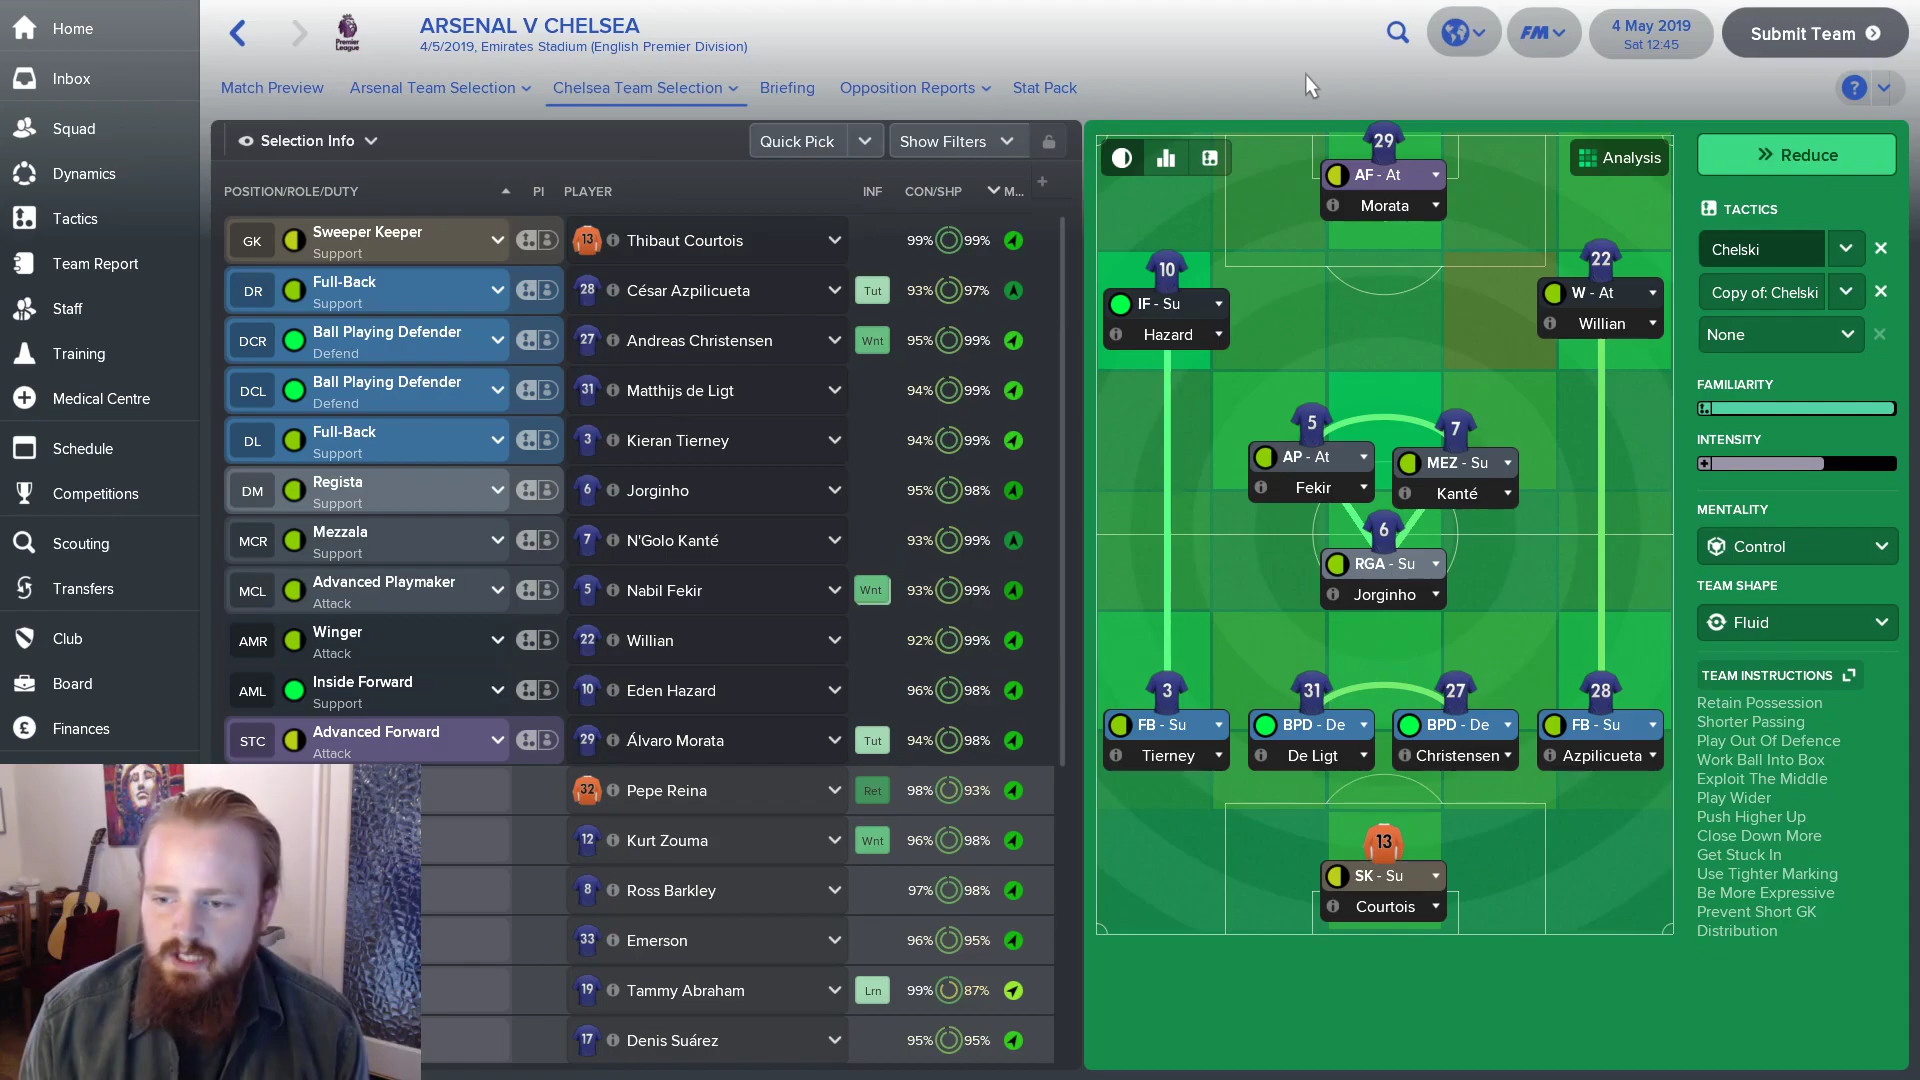 Home
Inbox
Squad
Dynamics
Tactics
Team Report
Staff
Training
Medical Centre
Schedule
Competitions
Scouting
Transfers
Club
Board
Finances
Premier League
ARSENAL V CHELSEA
4/5/2019, Emirates Stadium (English Premier Division)
FM
4 May 2019
Sat 12:45
Submit Team
Match Preview
Arsenal Team Selection
Chelsea Team Selection
Briefing
Opposition Reports
Stat Pack
?
Selection Info
Quick Pick
Show Filters
POSITION/ROLE/DUTY PI PLAYER INF CON/SHP M...
GK Sweeper Keeper Support 13 Thibaut Courtois 99% 99%
DR Full-Back Support 28 César Azpilicueta Tut 93% 97%
DCR Ball Playing Defender Defend 27 Andreas Christensen Wnt 95% 99%
DCL Ball Playing Defender Defend 31 Matthijs de Ligt 94% 99%
DL Full-Back Support 3 Kieran Tierney 94% 99%
DM Regista Support 6 Jorginho 95% 98%
MCR Mezzala Support 7 N'Golo Kanté 93% 99%
MCL Advanced Playmaker Attack 5 Nabil Fekir Wnt 93% 99%
AMR Winger Attack 22 Willian 92% 99%
AML Inside Forward Support 10 Eden Hazard 96% 98%
STC Advanced Forward Attack 29 Álvaro Morata Tut 94% 98%
32 Pepe Reina Ret 98% 93%
12 Kurt Zouma Wnt 96% 98%
8 Ross Barkley 97% 98%
33 Emerson 96% 95%
19 Tammy Abraham Lrn 99% 87%
17 Denis Suárez 95% 95%
Analysis
29
AF - At
Morata
10
IF - Su
Hazard
22
W - At
Willian
5
AP - At
Fekir
7
MEZ - Su
Kanté
6
RGA - Su
Jorginho
3
FB - Su
Tierney
31
BPD - De
De Ligt
27
BPD - De
Christensen
28
FB - Su
Azpilicueta
13
SK - Su
Courtois
Reduce
TACTICS
Chelski
Copy of: Chelski
None
FAMILIARITY
INTENSITY
MENTALITY
Control
TEAM SHAPE
Fluid
TEAM INSTRUCTIONS
Retain Possession
Shorter Passing
Play Out Of Defence
Work Ball Into Box
Exploit The Middle
Play Wider
Push Higher Up
Close Down More
Get Stuck In
Use Tighter Marking
Be More Expressive
Prevent Short GK
Distribution